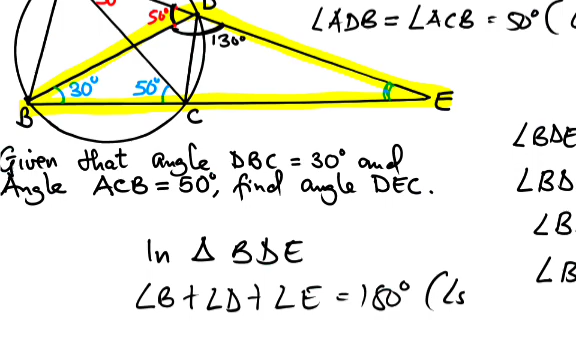 50° D
130°
∠ADB = ∠ACB = 50° (
30° 50°
B C E
Given that angle DBC = 30° and
Angle ACB = 50°, find angle DEC.
∠BDE
∠BD
∠B
∠B
In Δ BDE
∠B + ∠D + ∠E = 180° (∠s